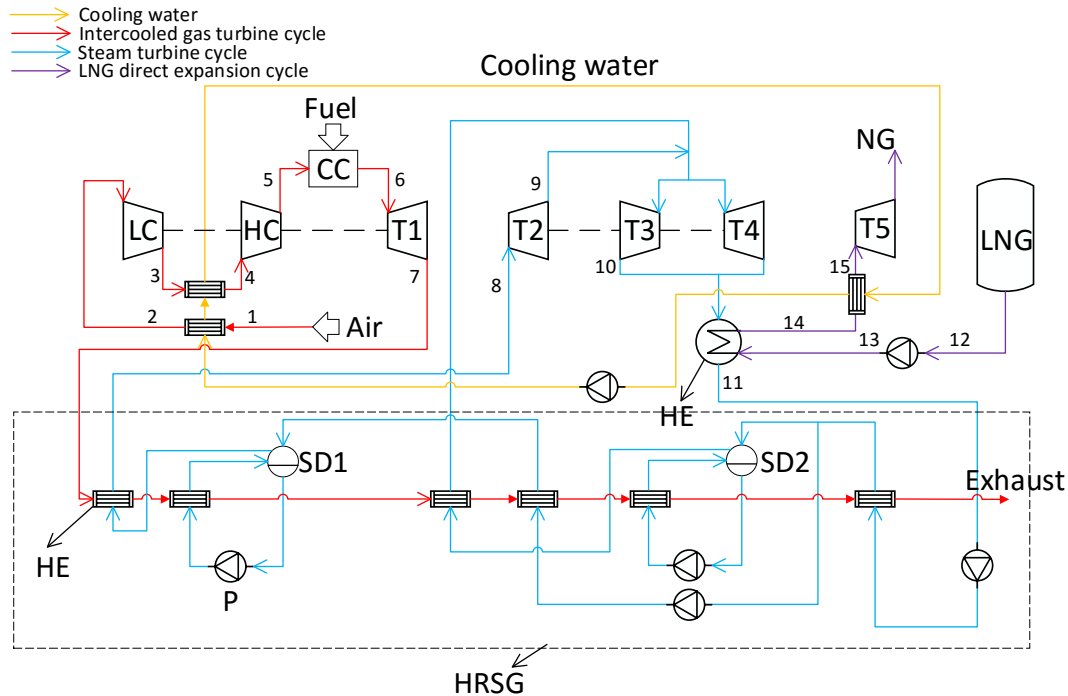 Cooling water
Intercooled gas turbine cycle
Steam turbine cycle
LNG direct expansion cycle
Cooling water
Fuel
NG
CC
5
6
9
LC
HC
T1
T2
T3
T4
T5
LNG
3
4
7
8
10
15
2
1
Air
14
13
12
11
HE
SD1
SD2
Exhaust
HE
P
HRSG